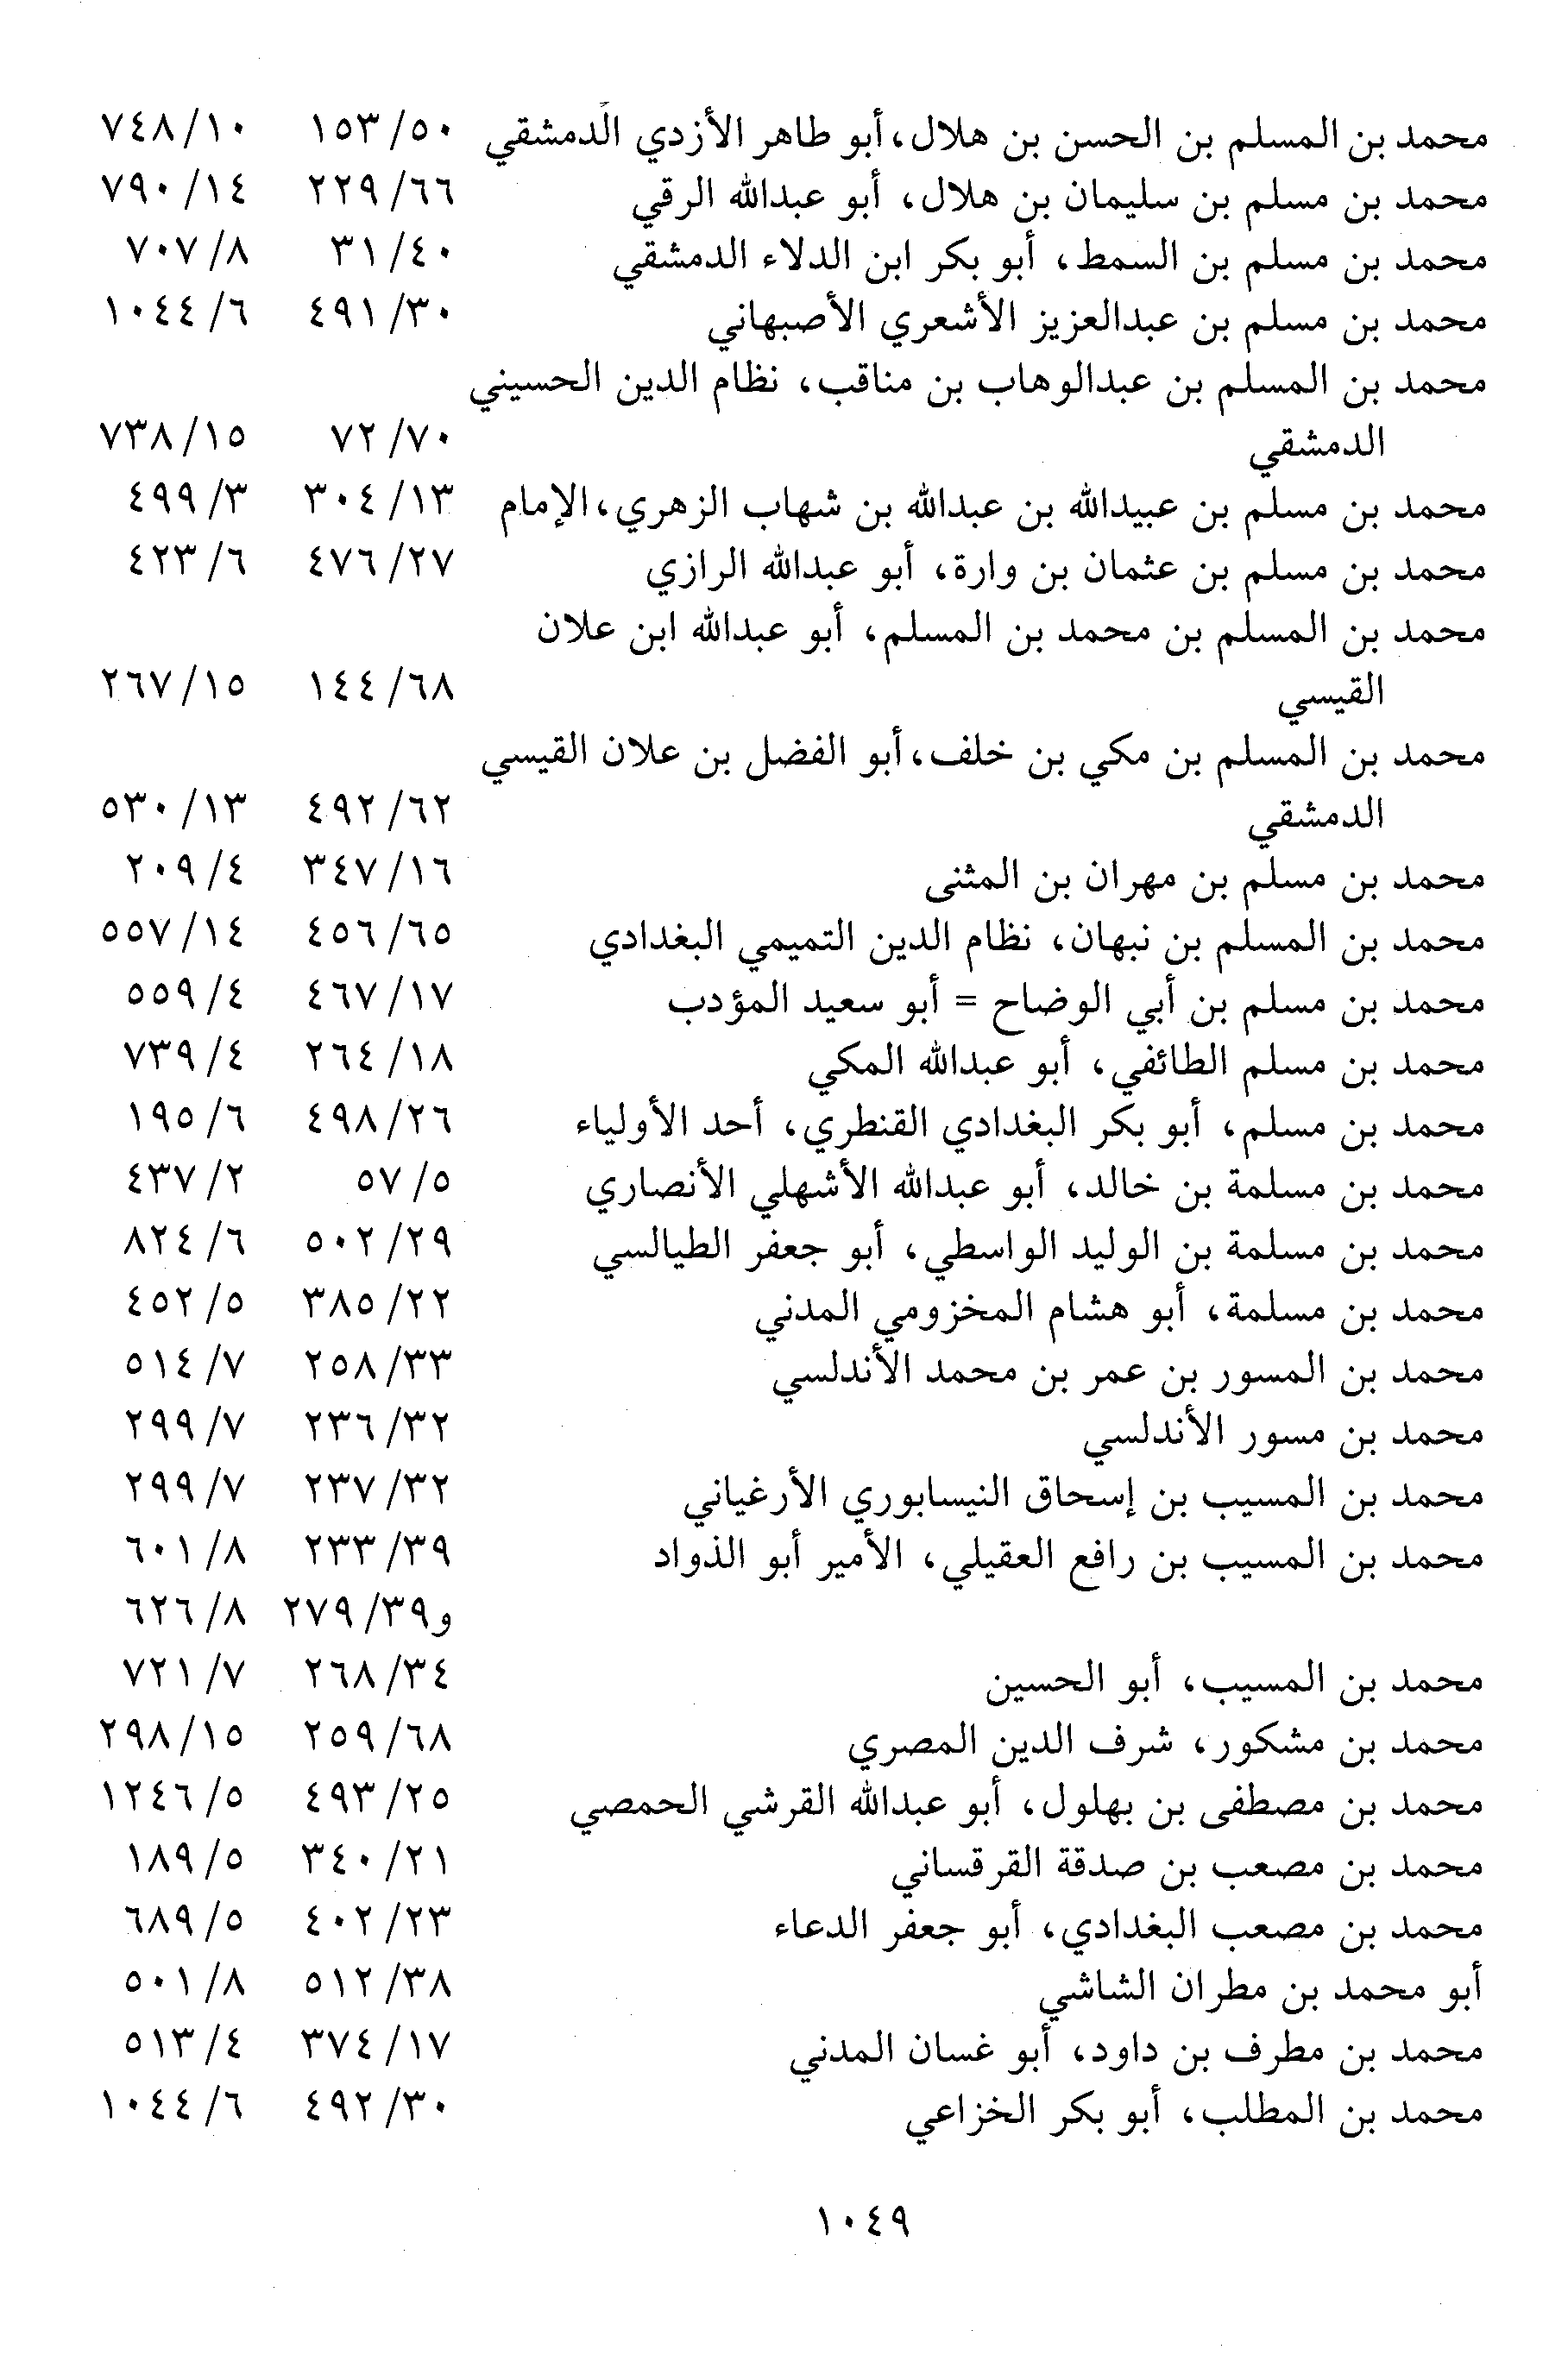 محمد بن المسلم بن الحسن بن هلال، أبو طاهر الأزدي الدمشقي ١٥٣/٥٠ ٧٤٨/١٠
محمد بن مسلم بن سليمان بن هلال، أبو عبدالله الرقي ٢٢٩/٦٦ ٧٩٠/١٤
محمد بن مسلم بن السمط، أبو بكر ابن الدلاء الدمشقي ٣١/٤٠ ٧٠٧/٨
محمد بن مسلم بن عبدالعزيز الأشعري الأصبهاني ٤٩١/٣٠ ١٠٤٤/٦
محمد بن المسلم بن عبدالوهاب بن مناقب، نظام الدين الحسيني
الدمشقي ٧٢/٧٠ ٧٣٨/١٥
محمد بن مسلم بن عبيدالله بن عبدالله بن شهاب الزهري، الإمام ٣٠٤/١٣ ٤٩٩/٣
محمد بن مسلم بن عثمان بن وارة، أبو عبدالله الرازي ٤٧٦/٢٧ ٤٢٣/٦
محمد بن المسلم بن محمد بن المسلم، أبو عبدالله ابن علان
القيسي ١٤٤/٦٨ ٢٦٧/١٥
محمد بن المسلم بن مكي بن خلف، أبو الفضل بن علان القيسي
الدمشقي ٤٩٢/٦٢ ٥٣٠/١٣
محمد بن مسلم بن مهران بن المثنى ٣٤٧/١٦ ٢٠٩/٤
محمد بن المسلم بن نبهان، نظام الدين التميمي البغدادي ٤٥٦/٦٥ ٥٥٧/١٤
محمد بن مسلم بن أبي الوضاح = أبو سعيد المؤدب ٤٦٧/١٧ ٥٥٩/٤
محمد بن مسلم الطائفي، أبو عبدالله المكي ٢٦٤/١٨ ٧٣٩/٤
محمد بن مسلم، أبو بكر البغدادي القنطري، أحد الأولياء ٤٩٨/٢٦ ١٩٥/٦
محمد بن مسلمة بن خالد، أبو عبدالله الأشهلي الأنصاري ٥٧/٥ ٤٣٧/٢
محمد بن مسلمة بن الوليد الواسطي، أبو جعفر الطيالسي ٥٠٢/٢٩ ٨٢٤/٦
محمد بن مسلمة، أبو هشام المخزومي المدني ٣٨٥/٢٢ ٤٥٢/٥
محمد بن المسور بن عمر بن محمد الأندلسي ٢٥٨/٣٣ ٥١٤/٧
محمد بن مسور الأندلسي ٢٣٦/٣٢ ٢٩٩/٧
محمد بن المسيب بن إسحاق النيسابوري الأرغياني ٢٣٧/٣٢ ٢٩٩/٧
محمد بن المسيب بن رافع العقيلي، الأمير أبو الذواد ٢٣٣/٣٩ ٦٠١/٨
و٢٧٩/٣٩ ٦٢٦/٨
محمد بن المسيب، أبو الحسين ٢٦٨/٣٤ ٧٢١/٧
محمد بن مشكور، شرف الدين المصري ٢٥٩/٦٨ ٢٩٨/١٥
محمد بن مصطفى بن بهلول، أبو عبدالله القرشي الحمصي ٤٩٣/٢٥ ١٢٤٦/٥
محمد بن مصعب بن صدقة القرقساني ٣٤٠/٢١ ١٨٩/٥
محمد بن مصعب البغدادي، أبو جعفر الدعاء ٤٠٢/٢٣ ٦٨٩/٥
أبو محمد بن مطران الشاشي ٥١٢/٣٨ ٥٠١/٨
محمد بن مطرف بن داود، أبو غسان المدني ٣٧٤/١٧ ٥١٣/٤
محمد بن المطلب، أبو بكر الخزاعي ٤٩٢/٣٠ ١٠٤٤/٦
١٠٤٩